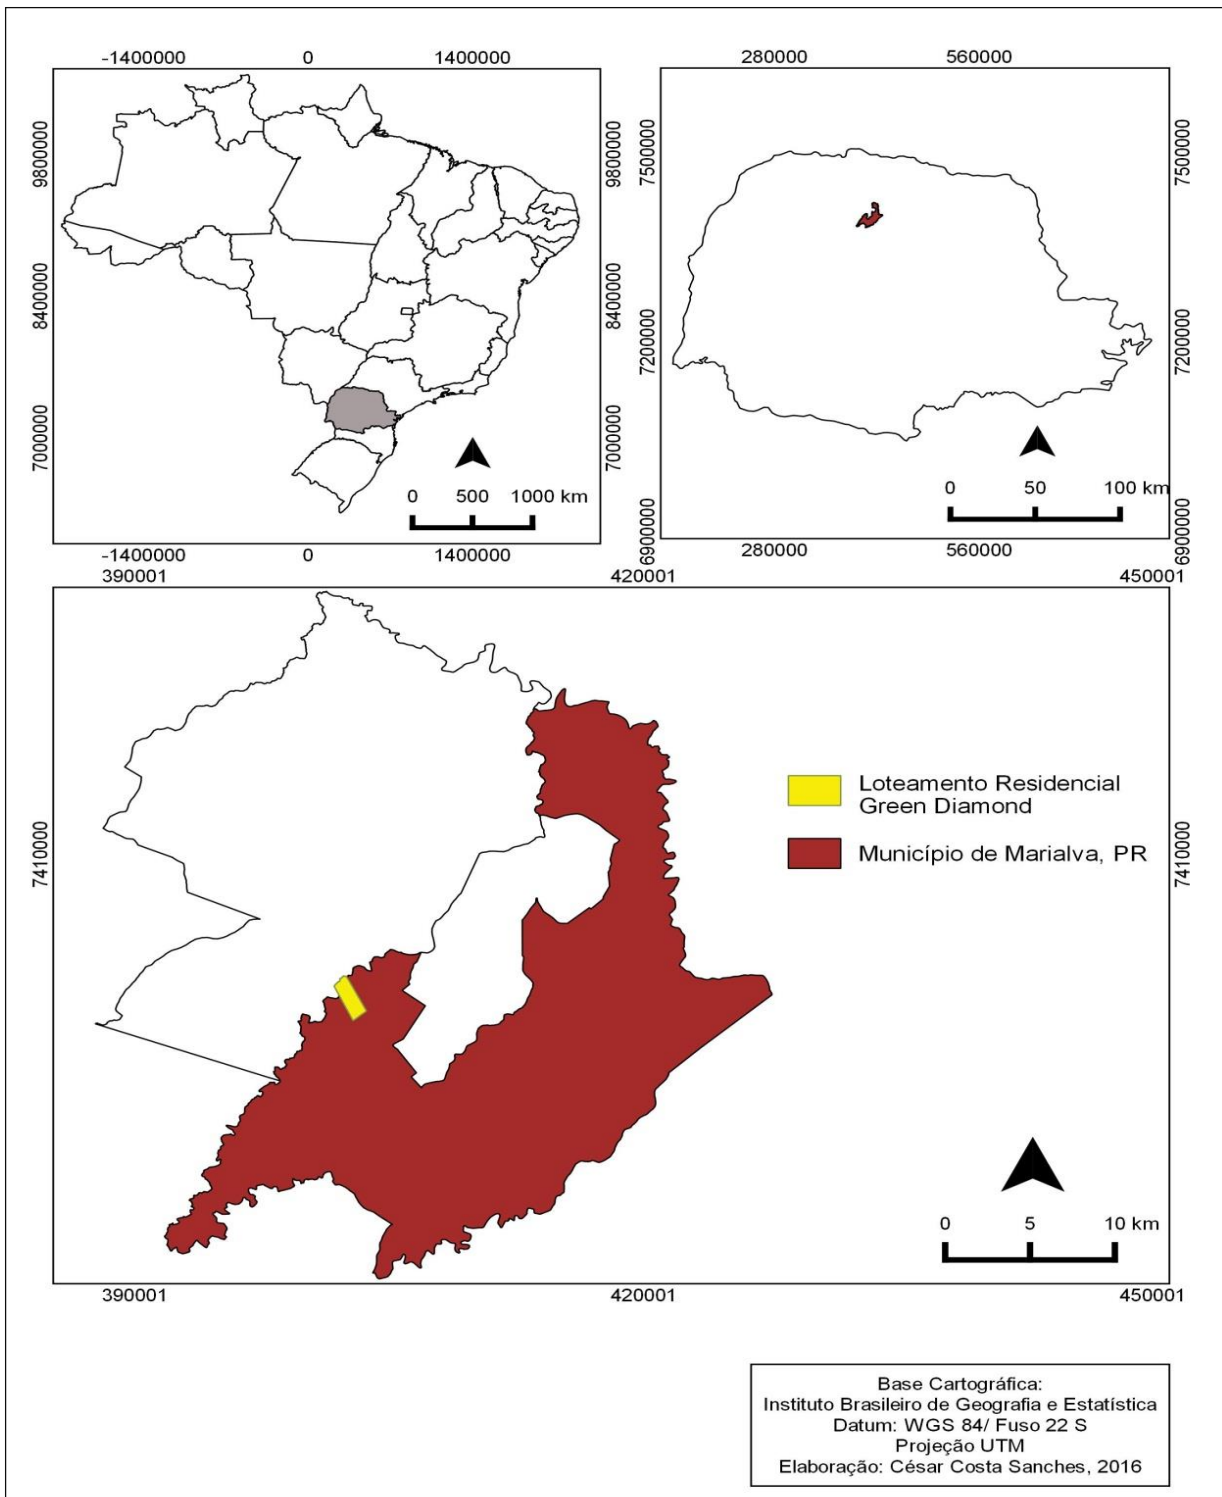 -1400000 0 1400000
280000 560000
9800000
9800000
7500000
7500000
8400000
8400000
7200000
7200000
7000000
7000000
6900000
6900000
0 500 1000 km
0 50 100 km
-1400000 0 1400000
280000 560000
390001 420001 450001
7410000
7410000
Loteamento Residencial
Green Diamond
Município de Marialva, PR
0 5 10 km
390001 420001 450001
Base Cartográfica:
Instituto Brasileiro de Geografia e Estatística
Datum: WGS 84/ Fuso 22 S
Projeção UTM
Elaboração: César Costa Sanches, 2016